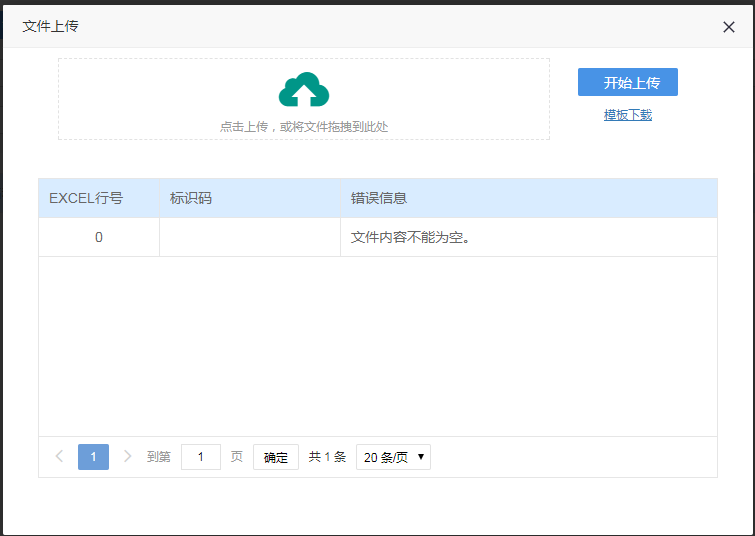 文件上传
点击上传，或将文件拖拽到此处
开始上传
模板下载
EXCEL行号 标识码 错误信息
0 文件内容不能为空。
1 到第 1 页 确定 共 1 条 20 条/页